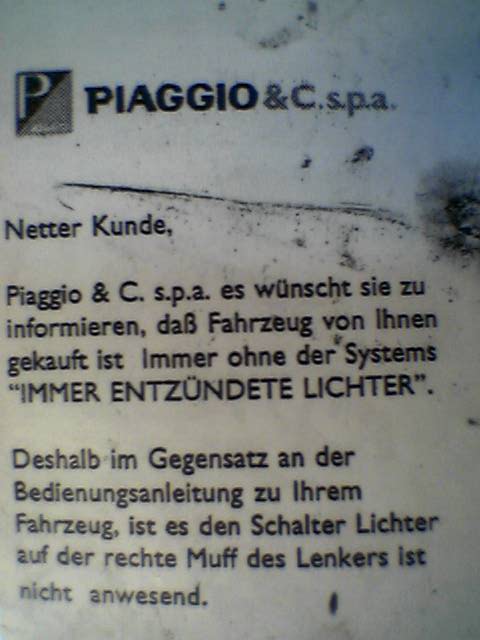 P
PIAGGIO & C. s.p.a.
Netter Kunde,
Piaggio & C. s.p.a. es wünscht sie zu
informieren, daß Fahrzeug von Ihnen
gekauft ist Immer ohne der Systems
“IMMER ENTZÜNDETE LICHTER”.
Deshalb im Gegensatz an der
Bedienungsanleitung zu Ihrem
Fahrzeug, ist es den Schalter Lichter
auf der rechte Muff des Lenkers ist
nicht anwesend.